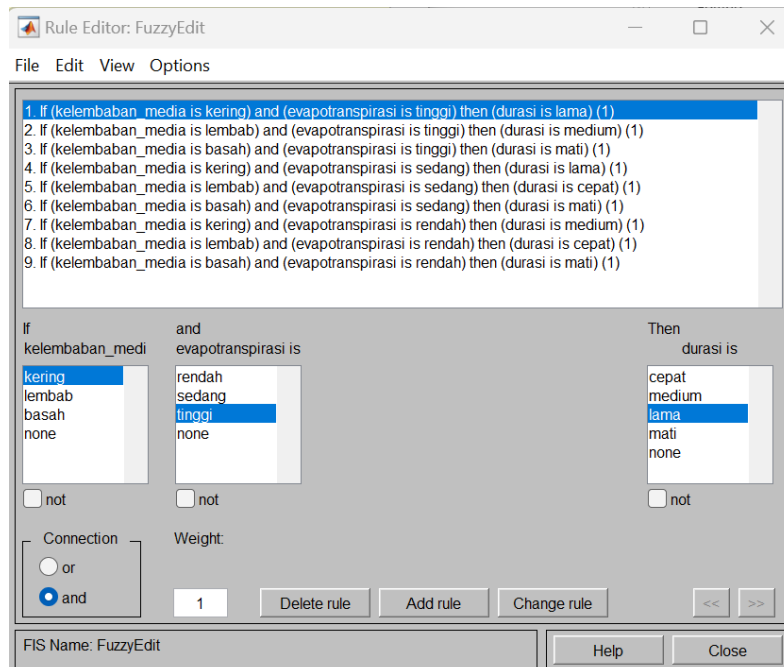 Rule Editor: FuzzyEdit
File Edit View Options
1. If (kelembaban_media is kering) and (evapotranspirasi is tinggi) then (durasi is lama) (1)
2. If (kelembaban_media is lembab) and (evapotranspirasi is tinggi) then (durasi is medium) (1)
3. If (kelembaban_media is basah) and (evapotranspirasi is tinggi) then (durasi is mati) (1)
4. If (kelembaban_media is kering) and (evapotranspirasi is sedang) then (durasi is lama) (1)
5. If (kelembaban_media is lembab) and (evapotranspirasi is sedang) then (durasi is cepat) (1)
6. If (kelembaban_media is basah) and (evapotranspirasi is sedang) then (durasi is mati) (1)
7. If (kelembaban_media is kering) and (evapotranspirasi is rendah) then (durasi is medium) (1)
8. If (kelembaban_media is lembab) and (evapotranspirasi is rendah) then (durasi is cepat) (1)
9. If (kelembaban_media is basah) and (evapotranspirasi is rendah) then (durasi is mati) (1)
If
kelembaban_medi
kering
lembab
basah
none
not
and
evapotranspirasi is
rendah
sedang
tinggi
none
not
Then
durasi is
cepat
medium
lama
mati
none
not
Connection
or
and
Weight:
1
Delete rule
Add rule
Change rule
<<
>>
FIS Name: FuzzyEdit
Help
Close